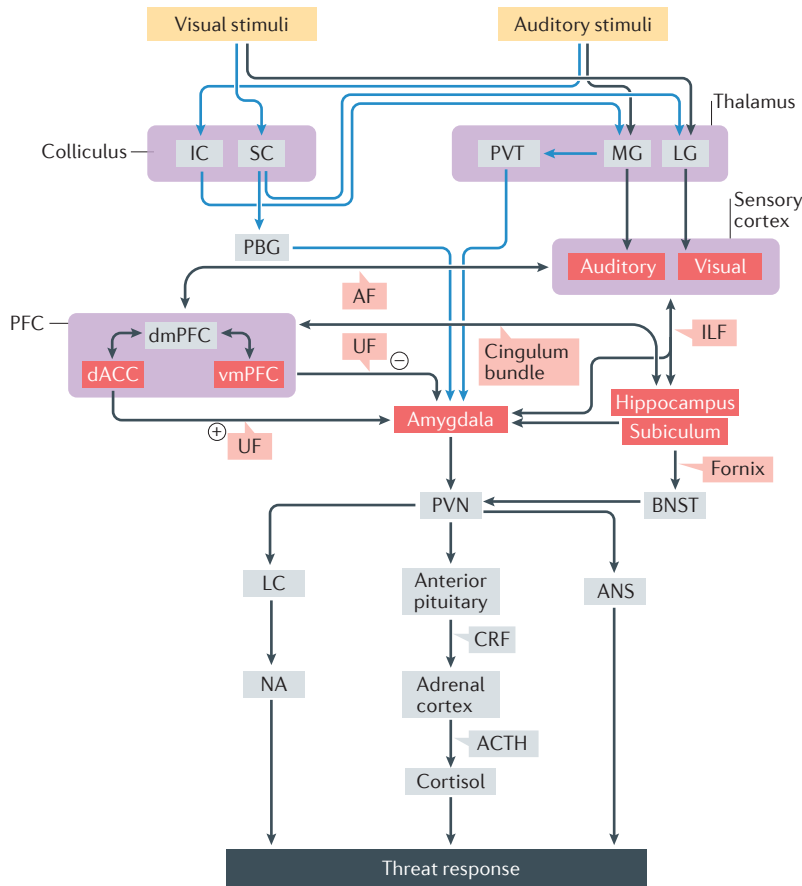 Visual stimuli
Auditory stimuli
Thalamus
Colliculus
IC
SC
PVT
MG
LG
Sensory
cortex
PBG
Auditory
Visual
AF
PFC
dmPFC
UF
−
Cingulum
bundle
ILF
dACC
vmPFC
Hippocampus
Amygdala
Subiculum
+
UF
Fornix
PVN
BNST
LC
Anterior
pituitary
ANS
CRF
NA
Adrenal
cortex
ACTH
Cortisol
Threat response